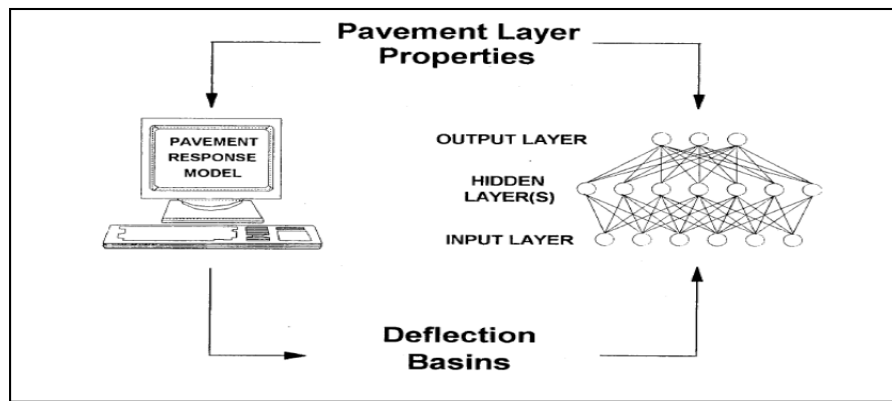 Pavement Layer
Properties
PAVEMENT
RESPONSE
MODEL
OUTPUT LAYER
HIDDEN
LAYER(S)
INPUT LAYER
Deflection
Basins